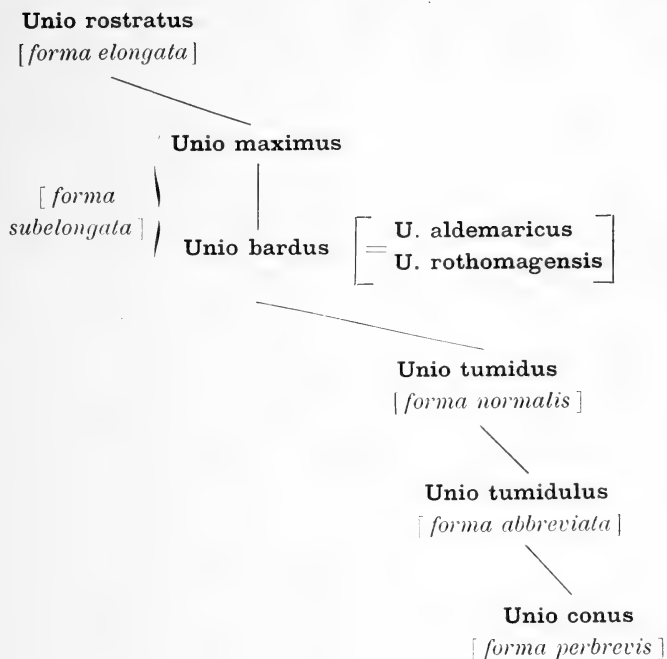 Unio rostratus
[forma elongata]
Unio maximus
[forma
subelongata]
Unio bardus
= U. aldemaricus
U. rothomagensis
Unio tumidus
[forma normalis]
Unio tumidulus
[forma abbreviata]
Unio conus
[forma perbrevis]